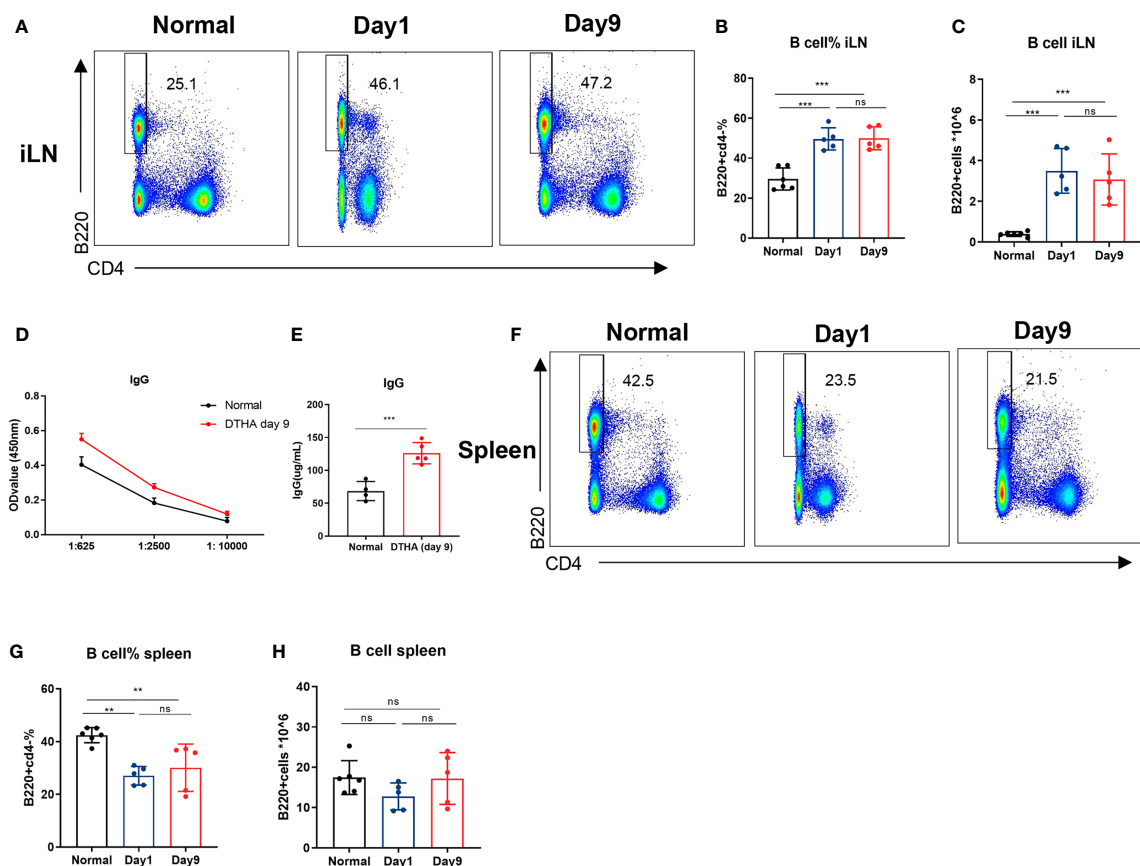 A
Normal
Day1
Day9
25.1
46.1
47.2
iLN
B220
CD4
B
B cell% iLN
B220+cd4-%
80
60
40
20
0
***
***
ns
Normal
Day1
Day9
C
B cell iLN
B220+cells *10^6
6
4
2
0
***
***
ns
Normal
Day1
Day9
D
IgG
ODvalue (450nm)
0.8
0.6
0.4
0.2
0.0
1:625
1:2500
1: 10000
Normal
DTHA day 9
E
IgG
IgG(ug/mL)
200
150
100
50
0
***
Normal
DTHA (day 9)
F
Normal
Day1
Day9
42.5
23.5
21.5
Spleen
B220
CD4
G
B cell% spleen
B220+cd4-%
60
40
20
0
**
**
ns
Normal
Day1
Day9
H
B cell spleen
B220+cells *10^6
40
30
20
10
0
ns
ns
ns
Normal
Day1
Day9